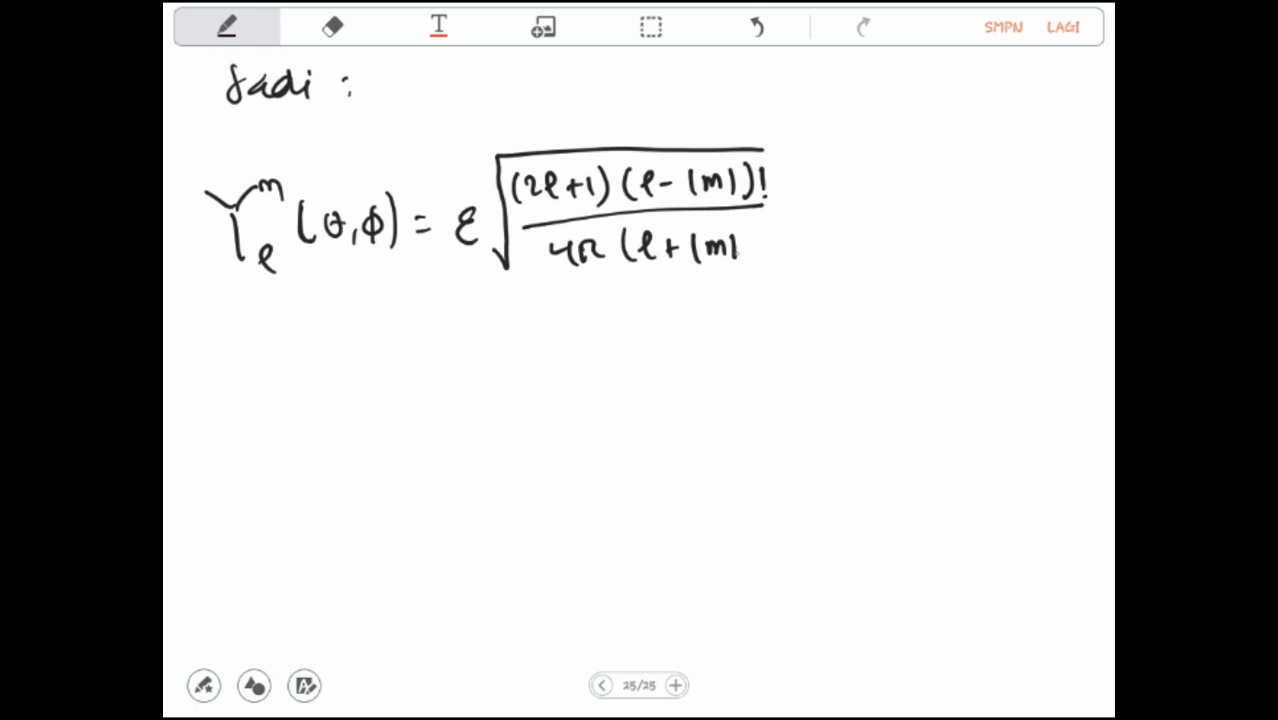 SMPN LAGI
Jadi :
Y_ℓ^m (θ,φ) = ε √((2ℓ+1) (ℓ-|m|)! / 4π (ℓ+|m|
25/25